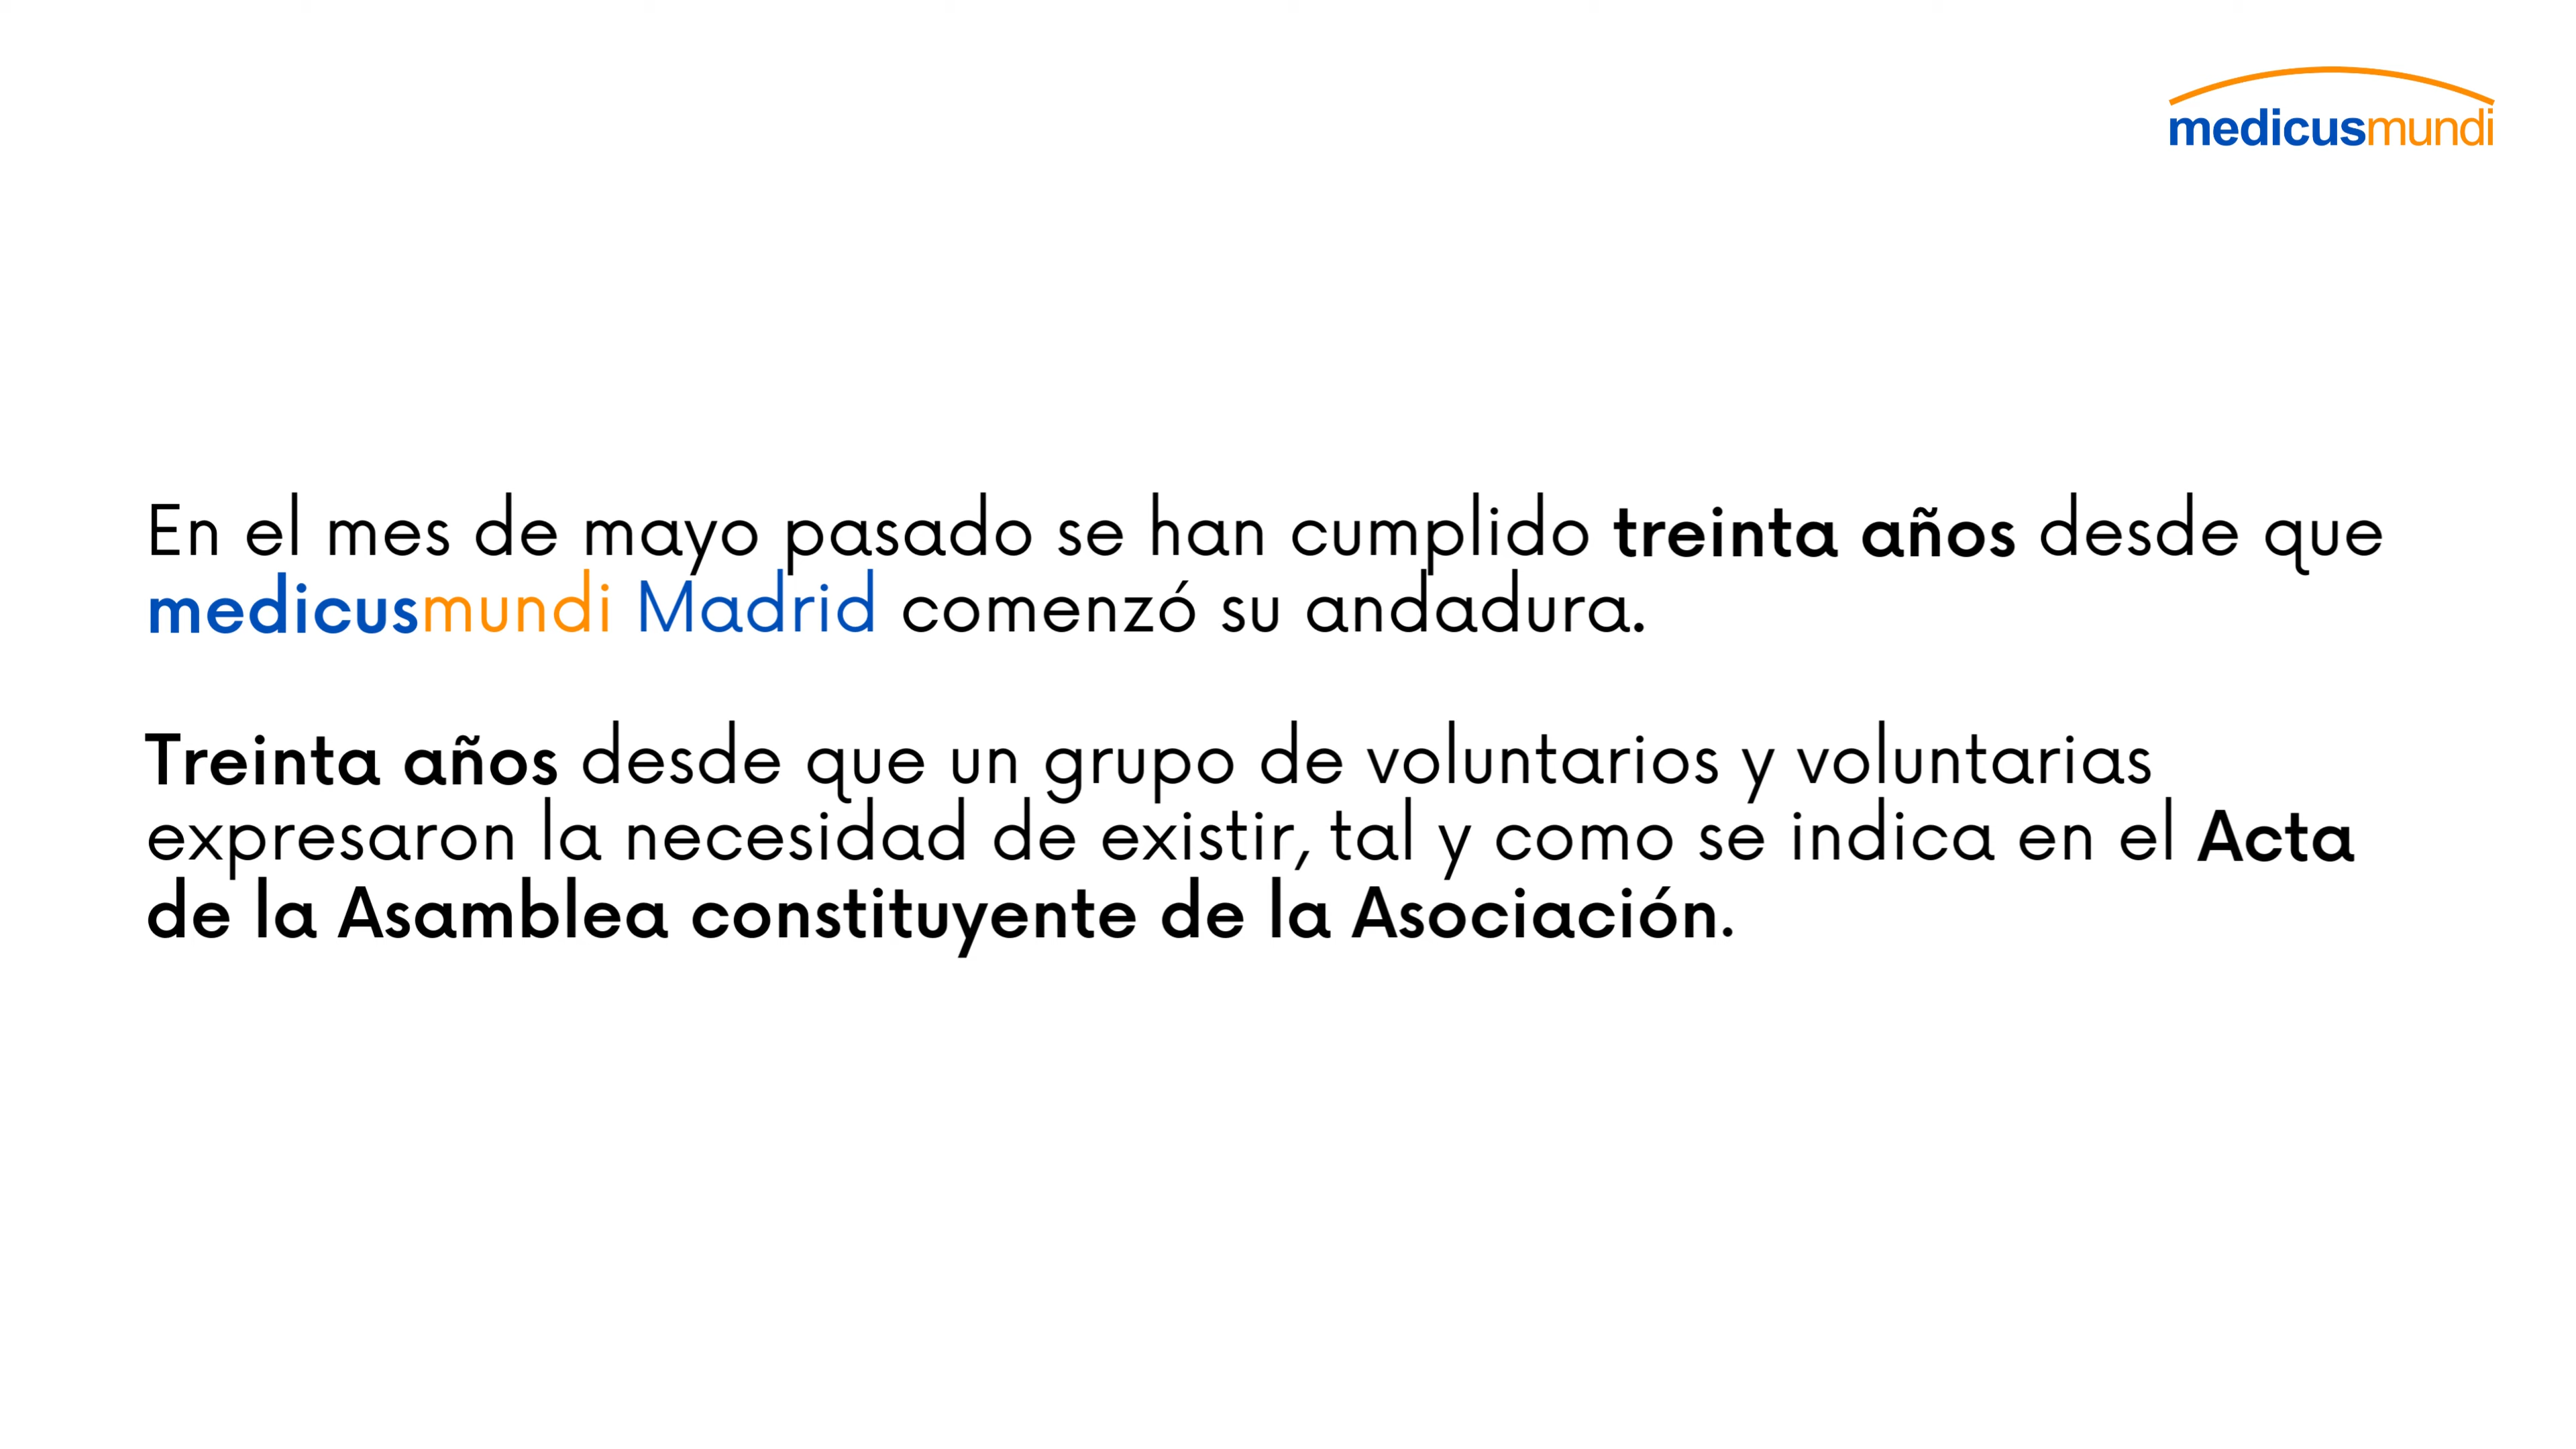 medicusmundi
En el mes de mayo pasado se han cumplido treinta años desde que
medicusmundi Madrid comenzó su andadura.
Treinta años desde que un grupo de voluntarios y voluntarias
expresaron la necesidad de existir, tal y como se indica en el Acta
de la Asamblea constituyente de la Asociación.